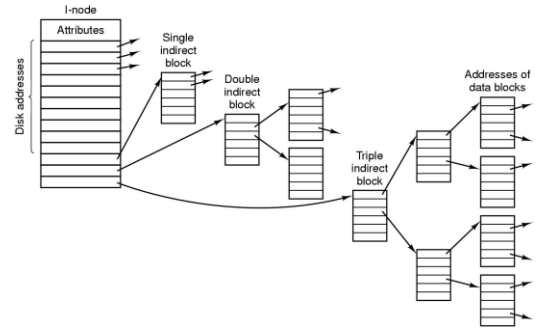 I-node
Attributes
Disk addresses
Single
indirect
block
Double
indirect
block
Triple
indirect
block
Addresses of
data blocks